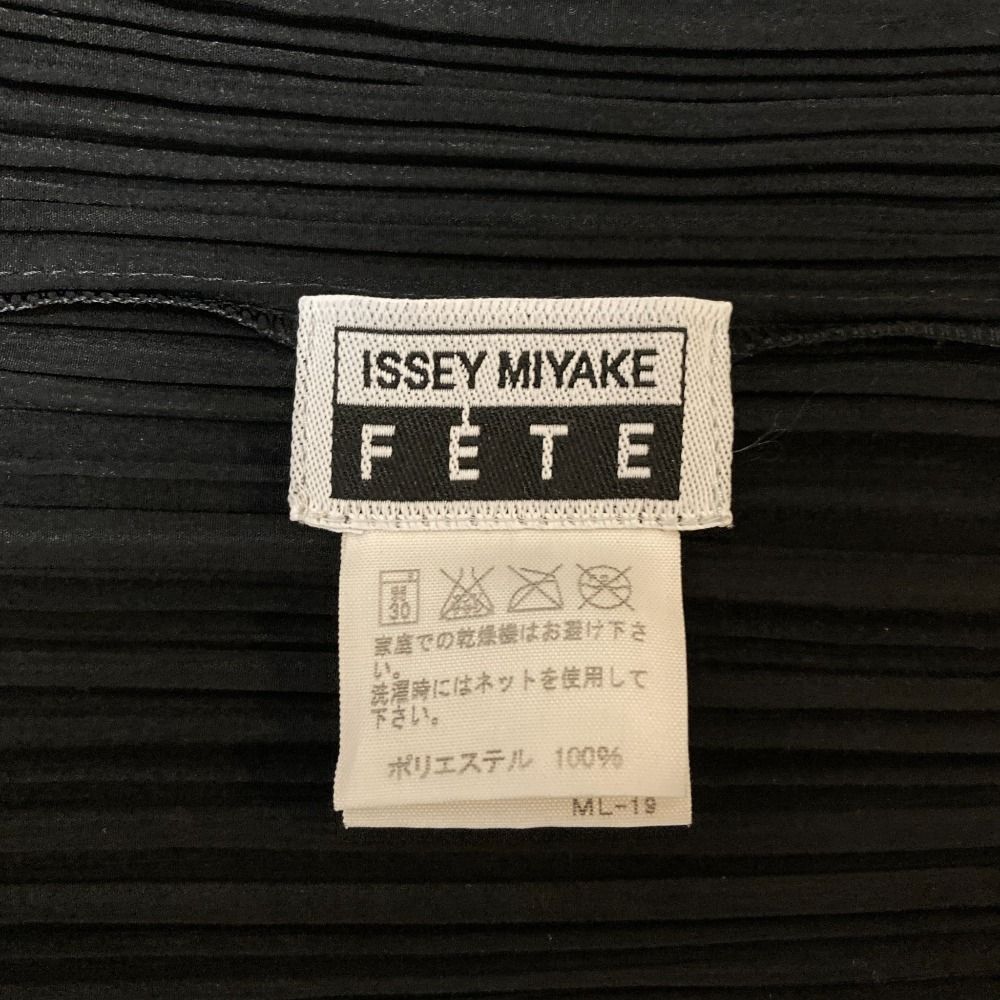 ISSEY MIYAKE
FÉTE
30
家庭での乾燥機はお避け下さ
い。
洗濯時にはネットを使用して
下さい。
ポリエステル 100%
ML-19